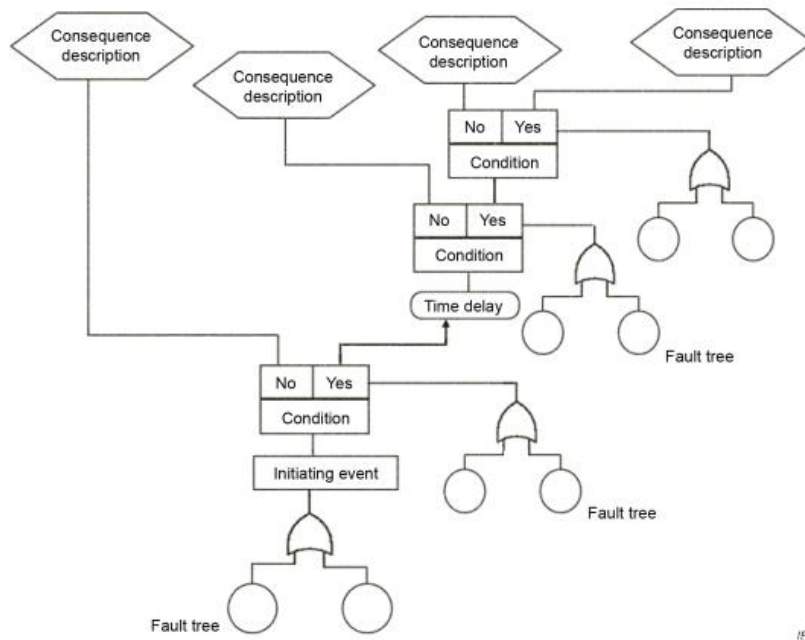 Consequence
description
Consequence
description
Consequence
description
Consequence
description
No
Yes
Condition
No
Yes
Condition
Time delay
Fault tree
No
Yes
Condition
Initiating event
Fault tree
Fault tree